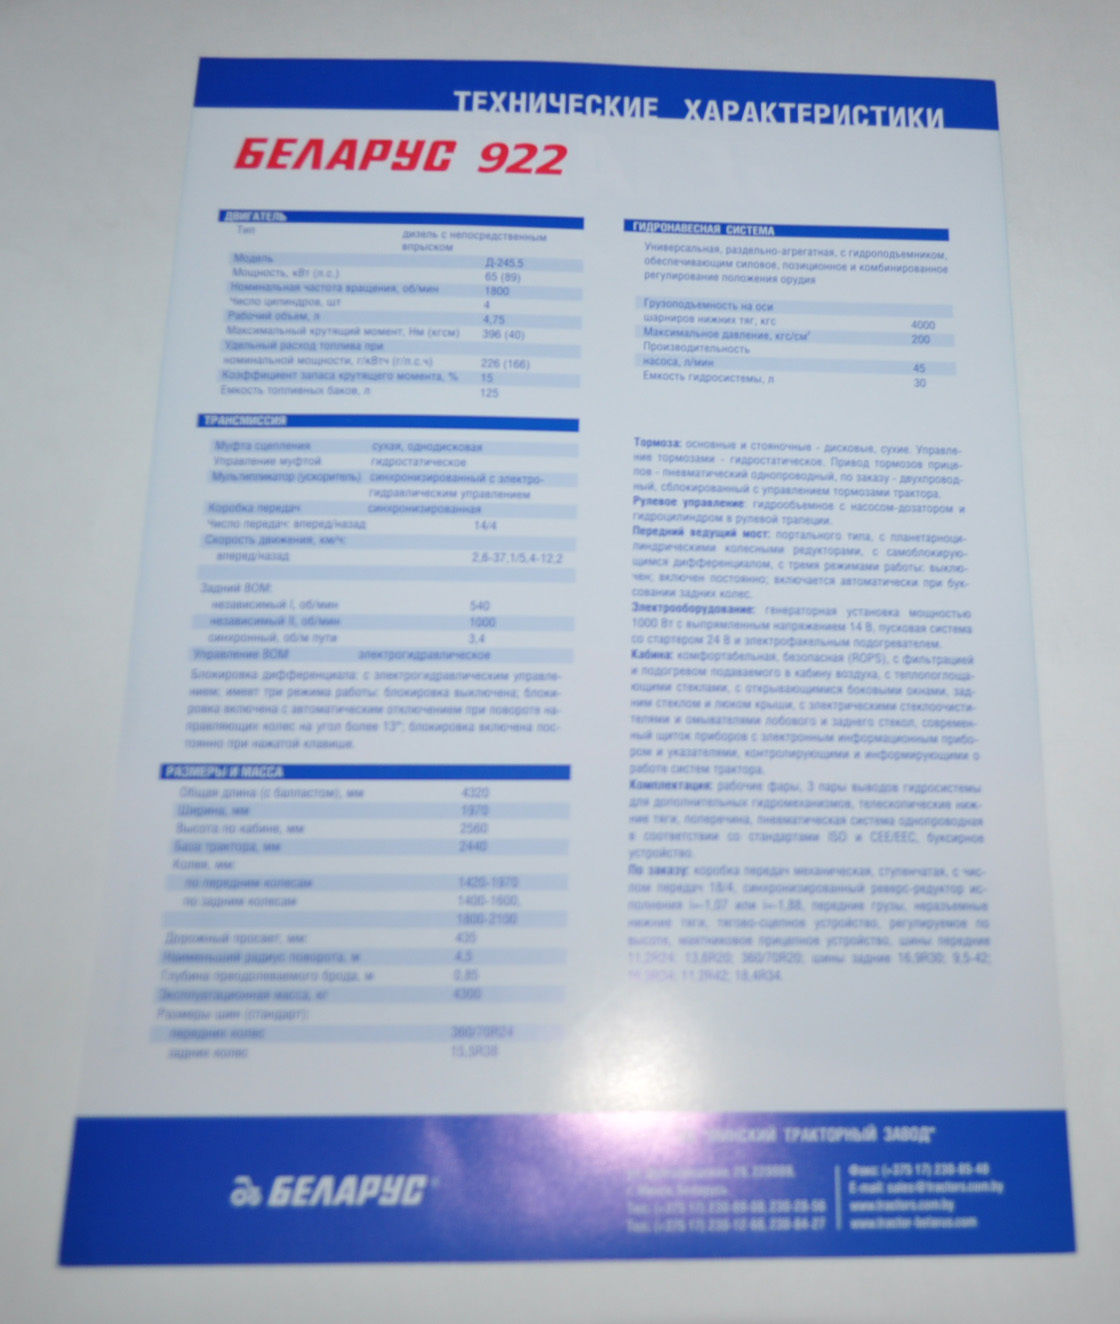 ТЕХНИЧЕСКИЕ ХАРАКТЕРИСТИКИ
БЕЛАРУС 922
ДВИГАТЕЛЬ
Тип дизель с непосредственным
впрыском
Модель Д-245.5
Мощность, кВт (л.с.) 65 (89)
Номинальная частота вращения, об/мин 1800
Число цилиндров, шт 4
Рабочий объем, л 4,75
Максимальный крутящий момент, Нм (кгсм) 396 (40)
Удельный расход топлива при
номинальной мощности, г/кВтч (г/л.с.ч) 226 (166)
Коэффициент запаса крутящего момента, % 15
Емкость топливных баков, л 125
ТРАНСМИССИЯ
Муфта сцепления сухая, однодисковая
Управление муфтой гидростатическое
Мультипликатор (ускоритель) синхронизированный с электро-
гидравлическим управлением
Коробка передач синхронизированная
Число передач: вперед/назад 14/4
Скорость движения, км/ч:
вперед/назад 2,6-37,1/5,4-12,2
Задний ВОМ:
независимый I, об/мин 540
независимый II, об/мин 1000
синхронный, об/м пути 3,4
Управление ВОМ электрогидравлическое
Блокировка дифференциала: с электрогидравлическим управле-
нием; имеет три режима работы: блокировка выключена; блоки-
ровка включена с автоматическим отключением при повороте на-
правляющих колес на угол более 13°; блокировка включена пос-
тоянно при нажатой клавише.
РАЗМЕРЫ И МАССА
Общая длина (с балластом), мм 4320
Ширина, мм 1970
Высота по кабине, мм 2560
База трактора, мм 2440
Колея, мм:
по передним колесам 1420-1970
по задним колесам 1400-1600,
1800-2100
Дорожный просвет, мм: 435
Наименьший радиус поворота, м 4,5
Глубина преодолеваемого брода, м 0,85
Эксплуатационная масса, кг 4300
Размеры шин (стандарт):
передних колес 360/70R24
задних колес 15,5R38
ГИДРОНАВЕСНАЯ СИСТЕМА
Универсальная, раздельно-агрегатная, с гидроподъемником,
обеспечивающим силовое, позиционное и комбинированное
регулирование положения орудия
Грузоподъемность на оси
шарниров нижних тяг, кгс 4000
Максимальное давление, кгс/см² 200
Производительность
насоса, л/мин 45
Емкость гидросистемы, л 30
Тормоза: основные и стояночные - дисковые, сухие. Управле-
ние тормозами - гидростатическое. Привод тормозов прице-
пов - пневматический однопроводный, по заказу - двухпровод-
ный, сблокированный с управлением тормозами трактора.
Рулевое управление: гидрообъемное с насосом-дозатором и
гидроцилиндром в рулевой трапеции.
Передний ведущий мост: портального типа, с планетарноци-
линдрическими колесными редукторами, с самоблокирую-
щимся дифференциалом, с тремя режимами работы: выклю-
чен; включен постоянно; включается автоматически при бук-
совании задних колес.
Электрооборудование: генераторная установка мощностью
1000 Вт с выпрямленным напряжением 14 В, пусковая система
со стартером 24 В и электрофакельным подогревателем.
Кабина: комфортабельная, безопасная (ROPS), с фильтрацией
и подогревом подаваемого в кабину воздуха, с теплопоглоща-
ющими стеклами, с открывающимися боковыми окнами, зад-
ним стеклом и люком крыши, с электрическими стеклоочисти-
телями и омывателями лобового и заднего стекол, современ-
ный щиток приборов с электронным информационным прибо-
ром и указателями, контролирующими и информирующими о
работе систем трактора.
Комплектация: рабочие фары, 3 пары выводов гидросистемы
для дополнительных гидромеханизмов, телескопические ниж-
ние тяги, поперечина, пневматическая система однопроводная
в соответствии со стандартами ISO и CEE/EEC, буксирное
устройство.
По заказу: коробка передач механическая, ступенчатая, с чис-
лом передач 18/4, синхронизированный реверс-редуктор ис-
полнения i=-1,07 или i=-1,88, передние грузы, неразъемные
нижние тяги, тягово-сцепное устройство, регулируемое по
высоте, маятниковое прицепное устройство, шины передние
11,2R24; 13,6R20; 360/70R20; шины задние 16,9R30; 9,5-42;
11,2R42; 18,4R34.
БЕЛАРУС
МИНСКИЙ ТРАКТОРНЫЙ ЗАВОД"
29, 220009,
г. Минск, Беларусь
Факс: (+375 17) 230-85-48
E-mail: sales@tractors.com.by
www.tractors.com.by
www.tractor-belarus.com